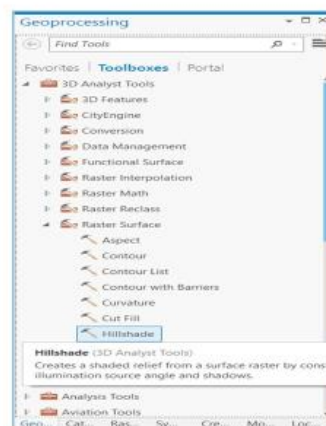 Geoprocessing
Find Tools
Favorites | Toolboxes | Portal
3D Analyst Tools
3D Features
CityEngine
Conversion
Data Management
Functional Surface
Raster Interpolation
Raster Math
Raster Reclass
Raster Surface
Aspect
Contour
Contour List
Contour with Barriers
Curvature
Cut Fill
Hillshade
Hillshade (3D Analyst Tools)
Creates a shaded relief from a surface raster by cons
illumination source angle and shadows.
Analysis Tools
Aviation Tools
Geo... Cat... Ras... Sy... Cre... Mo... Loc...